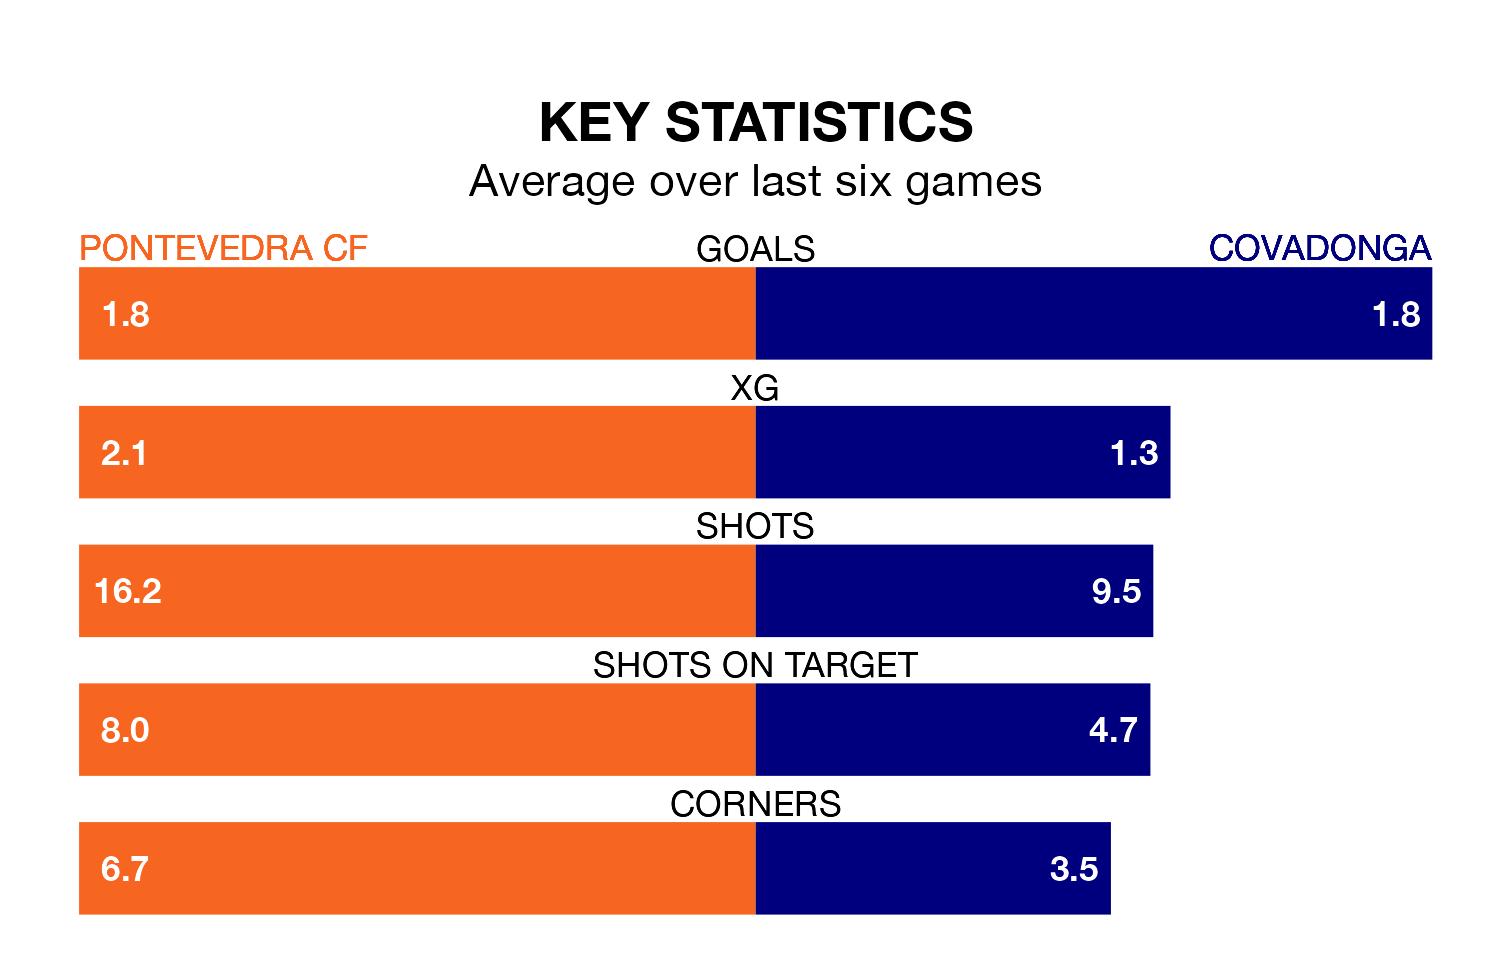 KEY STATISTICS
Average over last six games
PONTEVEDRA CF GOALS COVADONGA
1.8 1.8
XG
2.1 1.3
SHOTS
16.2 9.5
SHOTS ON TARGET
8.0 4.7
CORNERS
6.7 3.5